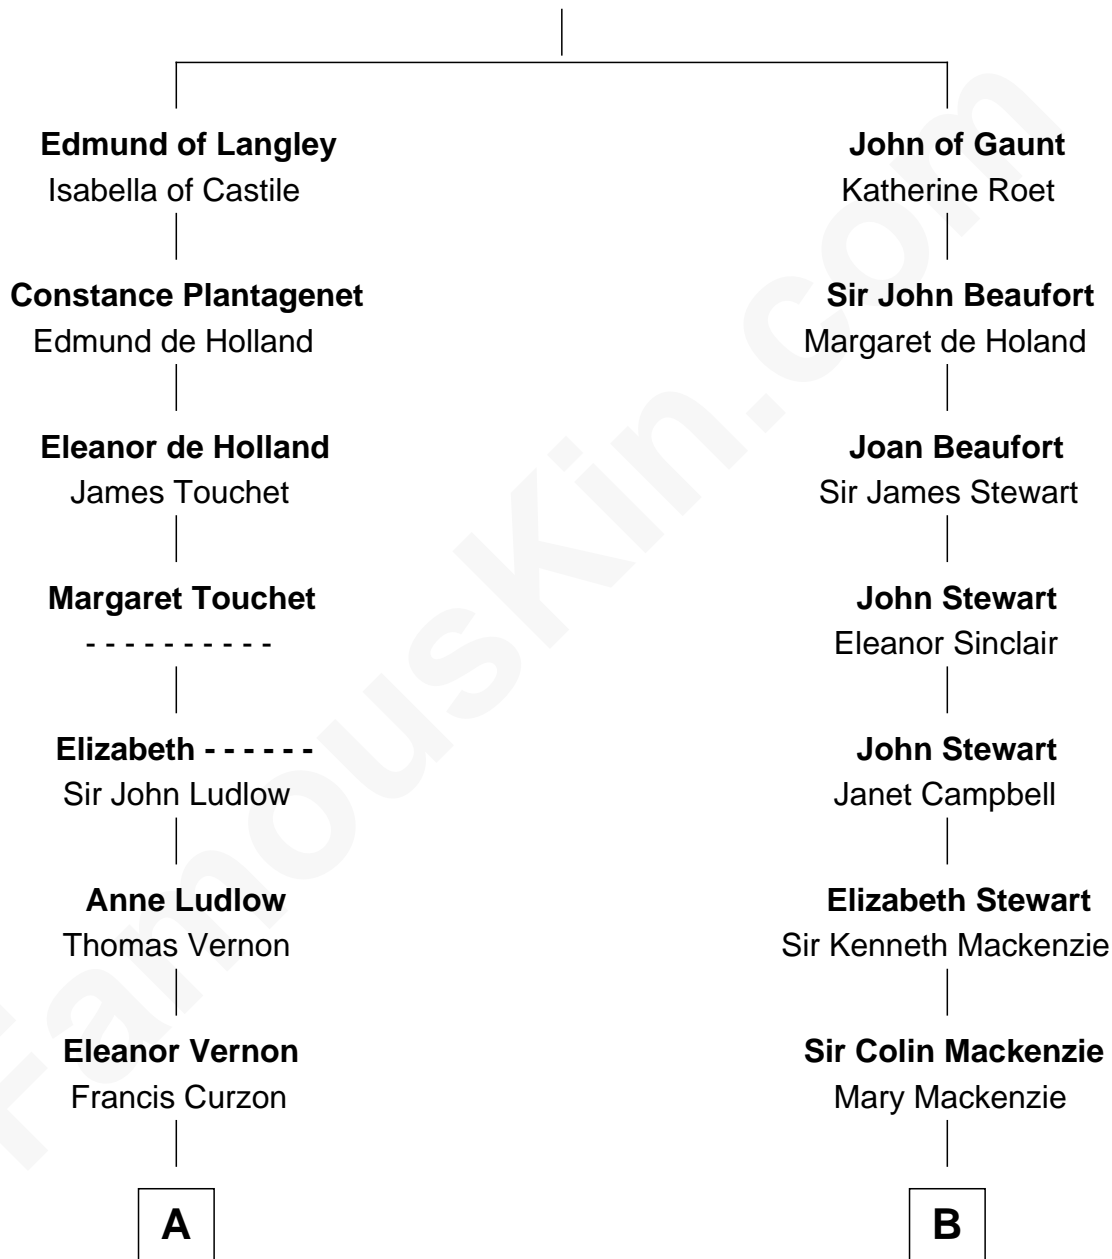 Edmund of Langley
Isabella of Castile
Constance Plantagenet
Edmund de Holland
Eleanor de Holland
James Touchet
Margaret Touchet
- - - - - - - - - -
Elizabeth - - - - - -
Sir John Ludlow
Anne Ludlow
Thomas Vernon
Eleanor Vernon
Francis Curzon
A
John of Gaunt
Katherine Roet
Sir John Beaufort
Margaret de Holand
Joan Beaufort
Sir James Stewart
John Stewart
Eleanor Sinclair
John Stewart
Janet Campbell
Elizabeth Stewart
Sir Kenneth Mackenzie
Sir Colin Mackenzie
Mary Mackenzie
B
FamousKin.com